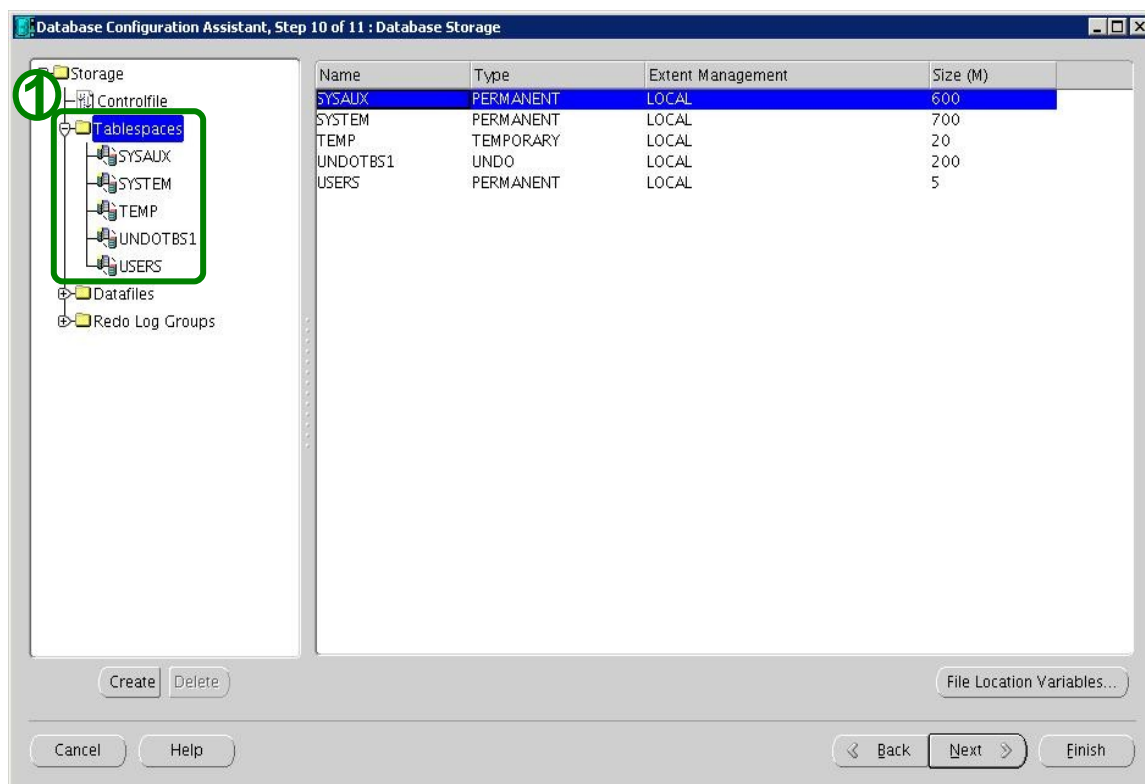 Database Configuration Assistant, Step 10 of 11 : Database Storage
1
Storage
Controlfile
Tablespaces
SYSAUX
SYSTEM
TEMP
UNDOTBS1
USERS
Datafiles
Redo Log Groups
Name Type Extent Management Size (M)
SYSAUX PERMANENT LOCAL 600
SYSTEM PERMANENT LOCAL 700
TEMP TEMPORARY LOCAL 20
UNDOTBS1 UNDO LOCAL 200
USERS PERMANENT LOCAL 5
Create Delete File Location Variables...
Cancel Help Back Next Finish